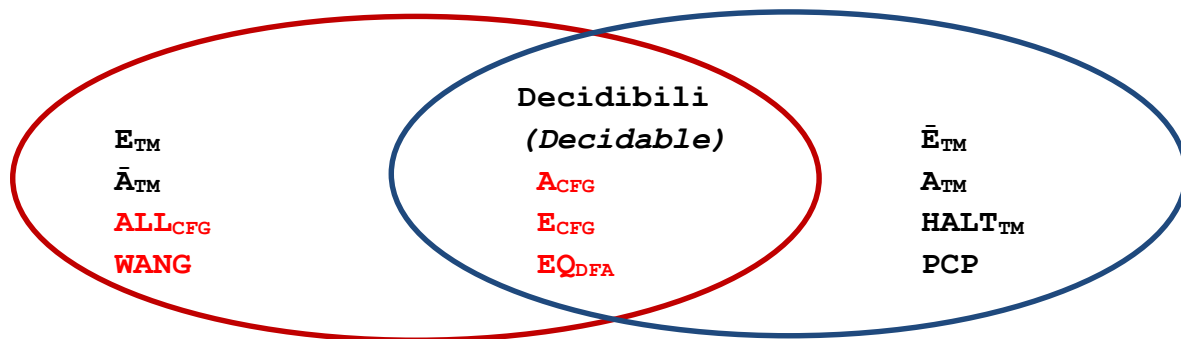 Decidibili
(Decidable)
E_TM
Ā_TM
ALL_CFG
WANG
A_CFG
E_CFG
EQ_DFA
Ē_TM
A_TM
HALT_TM
PCP